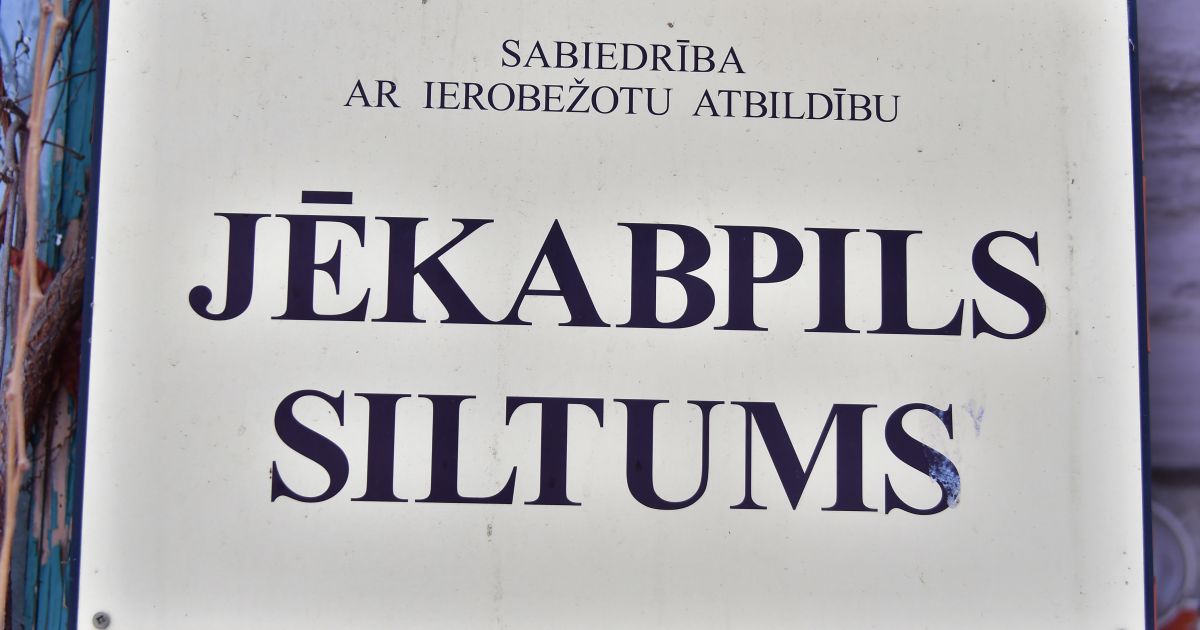 SABIEDRĪBA
AR IEROBEŽOTU ATBILDĪBU
JĒKABPILS
SILTUMS